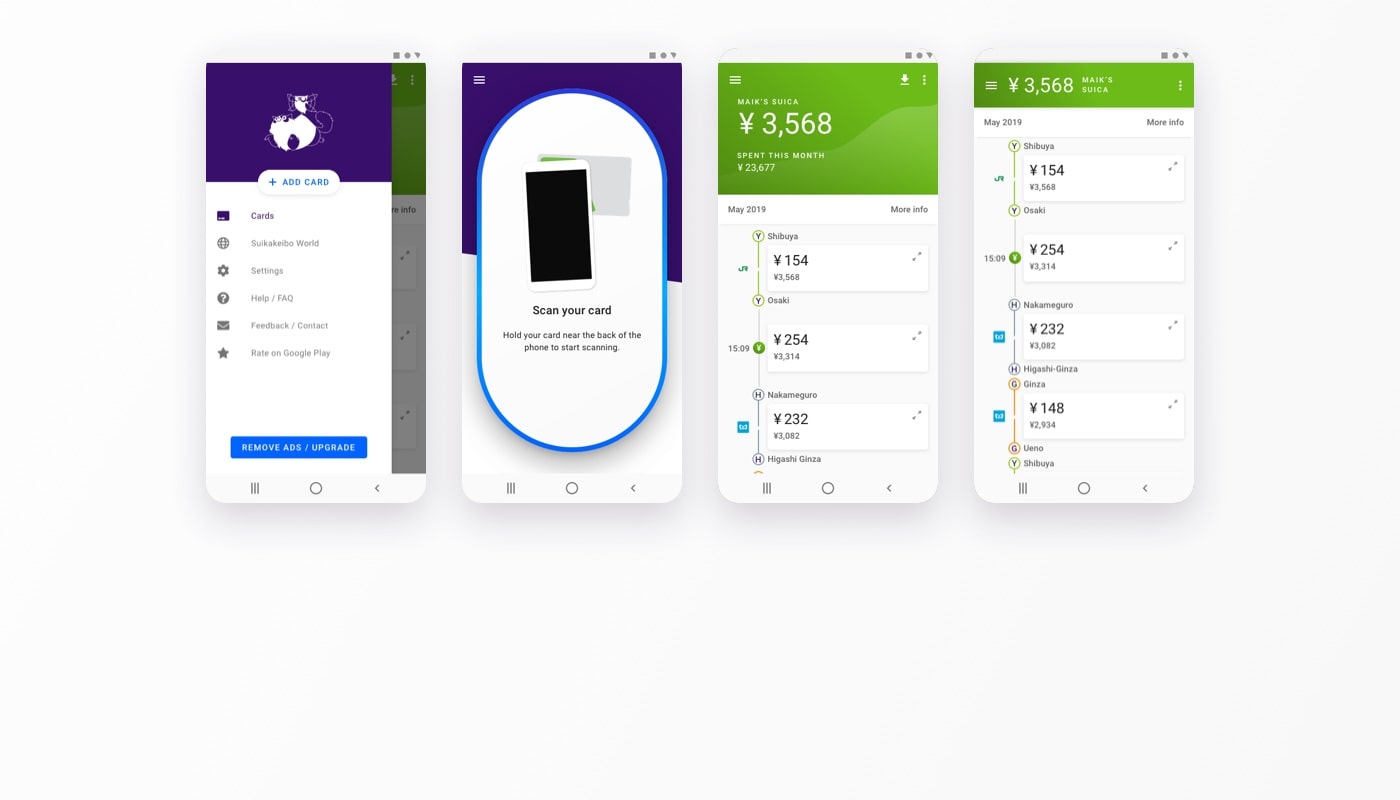 + ADD CARD
Cards
Suikakeibo World
Settings
Help / FAQ
Feedback / Contact
Rate on Google Play
REMOVE ADS / UPGRADE
re info
Scan your card
Hold your card near the back of the
phone to start scanning.
MAIK'S SUICA
¥ 3,568
SPENT THIS MONTH
¥ 23,677
May 2019 More info
Y Shibuya
¥ 154
JR
¥3,568
Y Osaki
¥ 254
15:09 ¥
¥3,314
H Nakameguro
¥ 232
¥3,082
H Higashi Ginza
¥ 3,568 MAIK'S
SUICA
May 2019 More info
Y Shibuya
¥ 154
JR
¥3,568
Y Osaki
¥ 254
15:09 ¥
¥3,314
H Nakameguro
¥ 232
¥3,082
H Higashi-Ginza
G Ginza
¥ 148
¥2,934
G Ueno
Y Shibuya